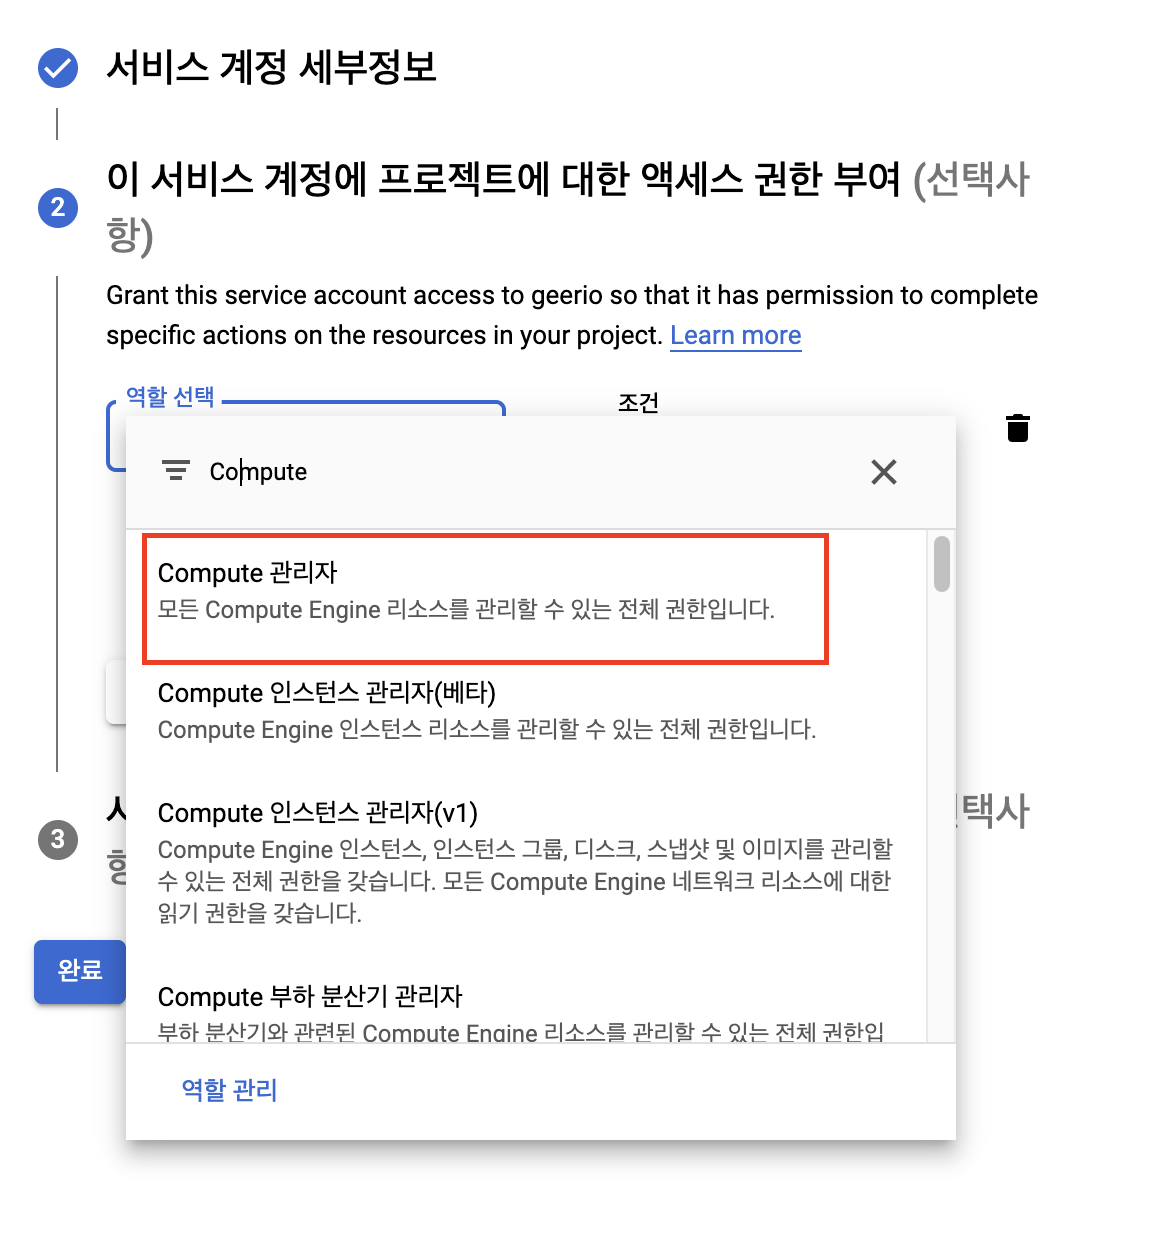 서비스 계정 세부정보
2
이 서비스 계정에 프로젝트에 대한 액세스 권한 부여 (선택사
항)
Grant this service account access to geerio so that it has permission to complete
specific actions on the resources in your project. Learn more
역할 선택
조건
Compute
Compute 관리자
모든 Compute Engine 리소스를 관리할 수 있는 전체 권한입니다.
Compute 인스턴스 관리자(베타)
Compute Engine 인스턴스 리소스를 관리할 수 있는 전체 권한입니다.
Compute 인스턴스 관리자(v1)
Compute Engine 인스턴스, 인스턴스 그룹, 디스크, 스냅샷 및 이미지를 관리할
수 있는 전체 권한을 갖습니다. 모든 Compute Engine 네트워크 리소스에 대한
읽기 권한을 갖습니다.
Compute 부하 분산기 관리자
부하 분산기와 관련된 Compute Engine 리소스를 관리할 수 있는 전체 권한입
역할 관리
3
택사
완료